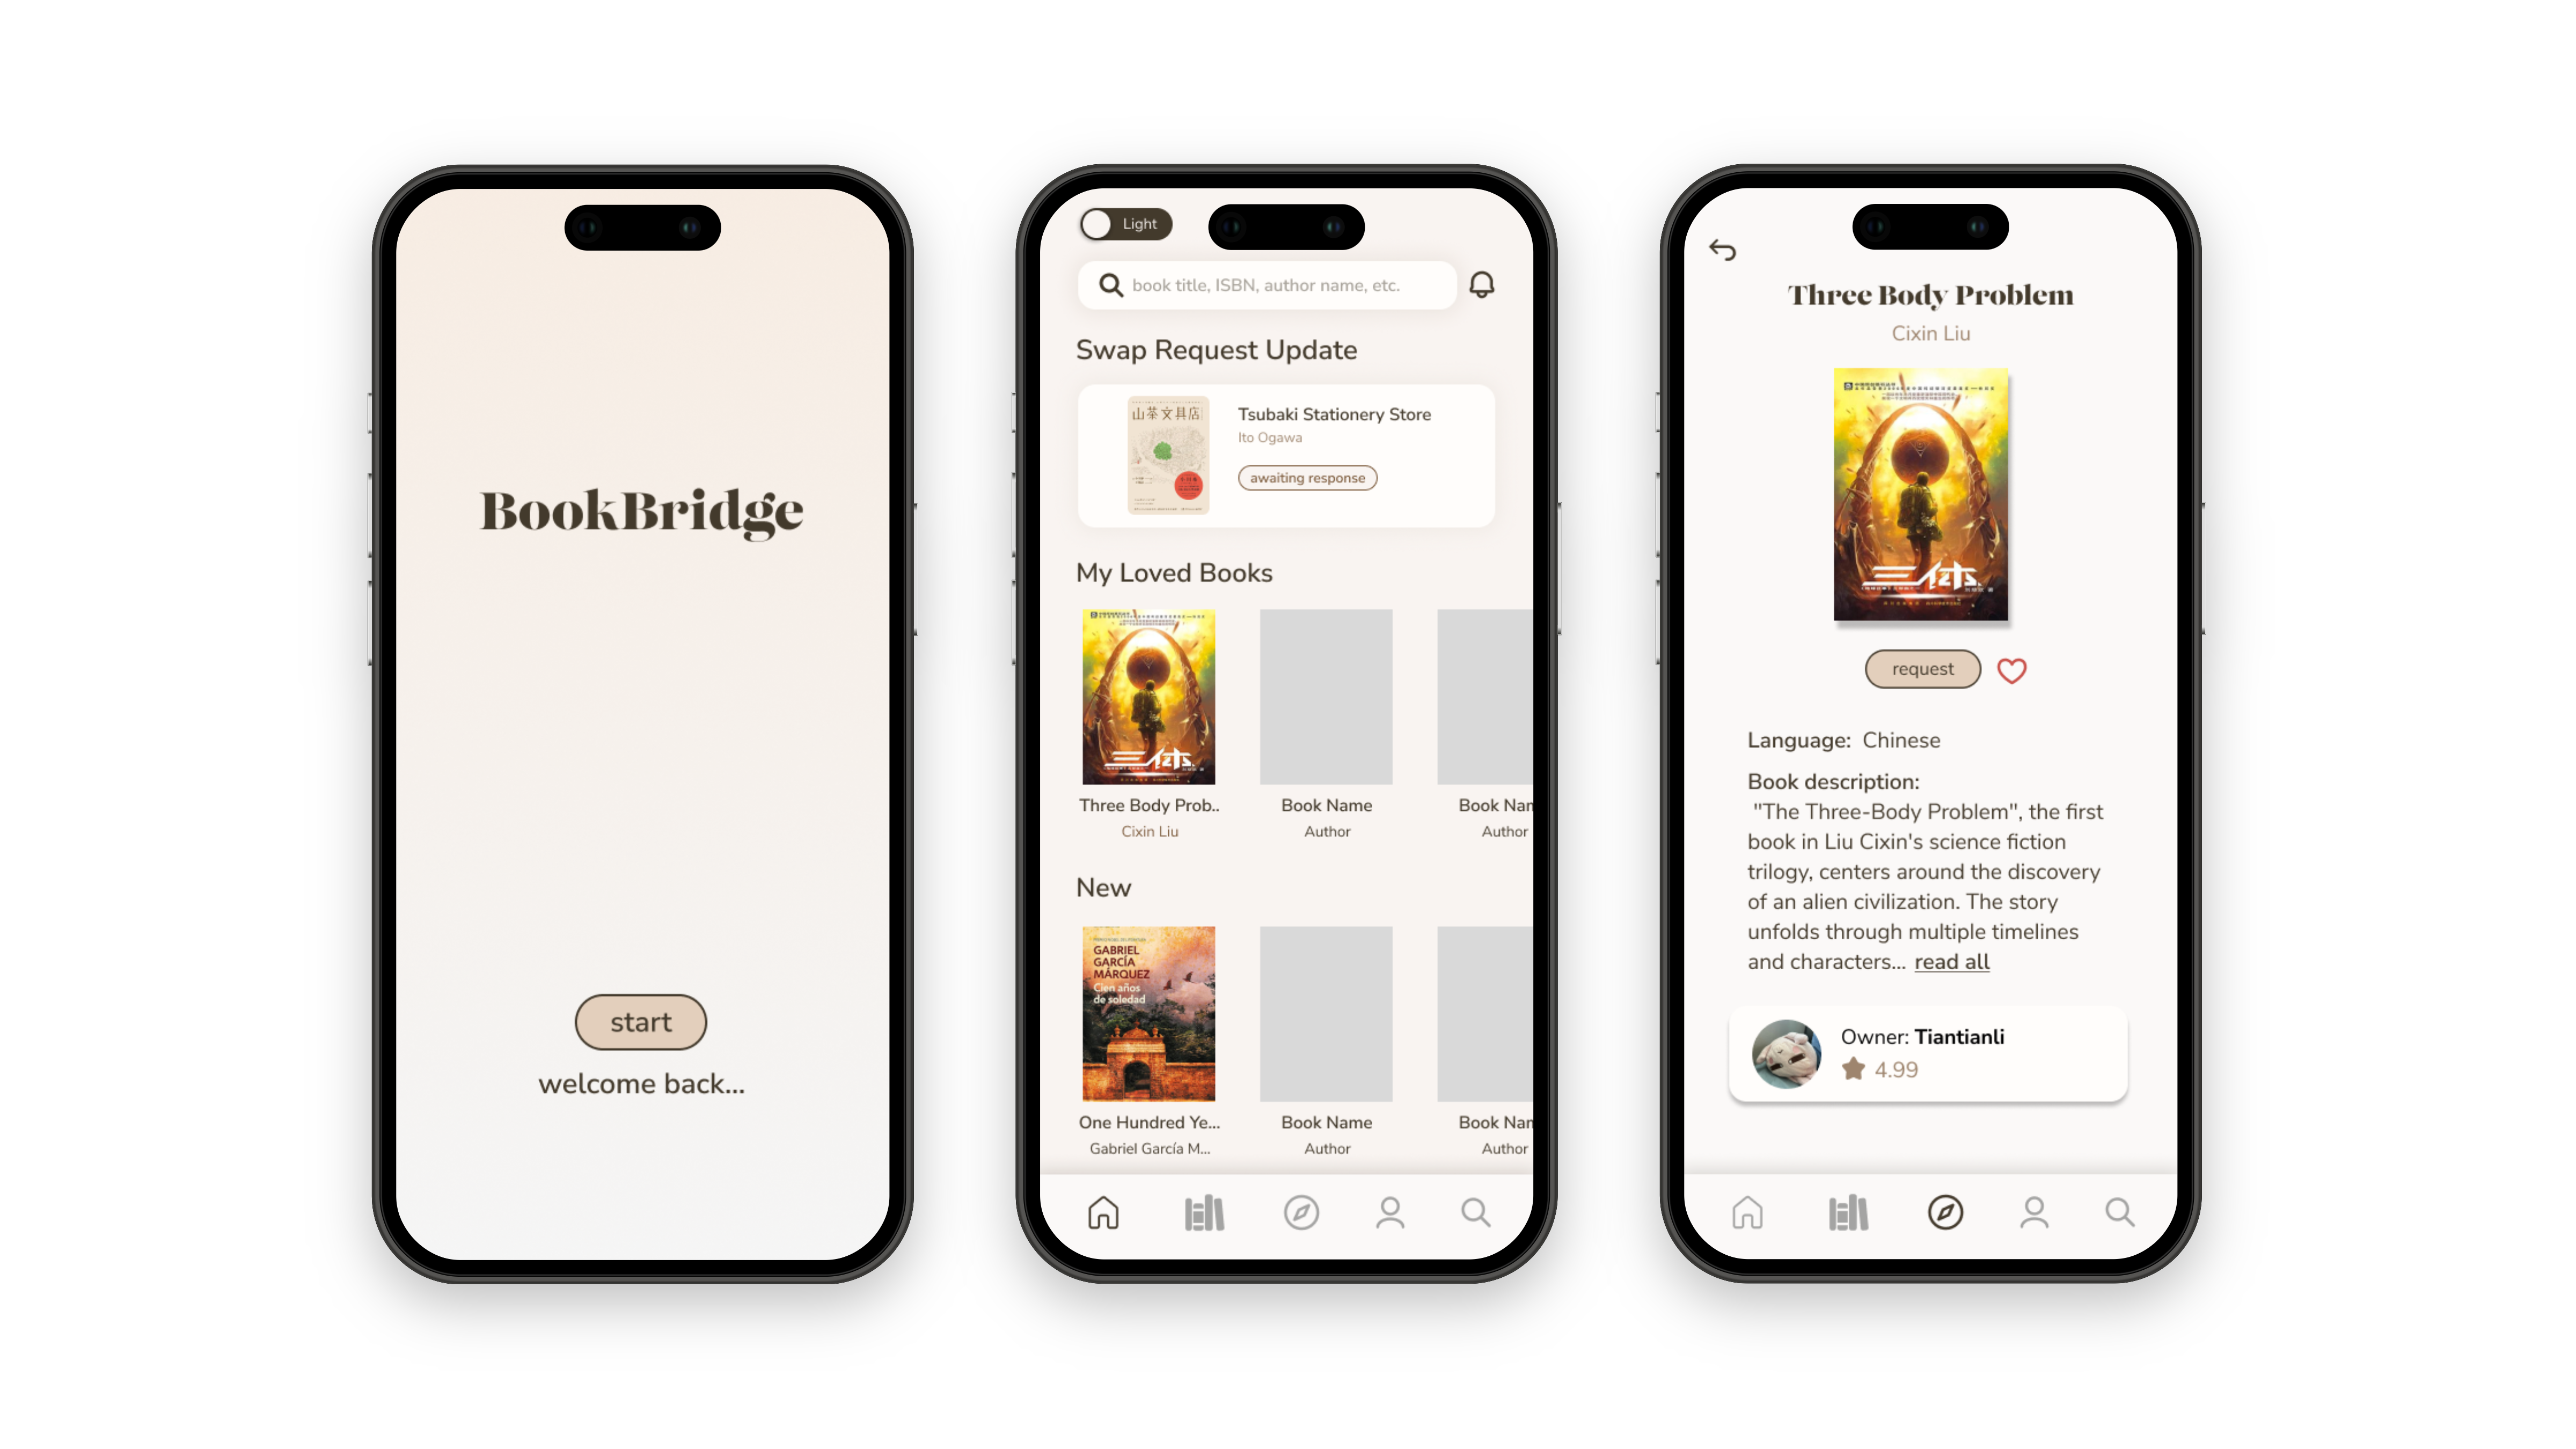 BookBridge
start
welcome back...
Light
book title, ISBN, author name, etc.
Swap Request Update
山茶文具店
Tsubaki Stationery Store
Ito Ogawa
awaiting response
My Loved Books
三体
Three Body Prob..
Cixin Liu
Book Name
Author
Book Nam
Author
New
GABRIEL
GARCÍA
MÁRQUEZ
Cien años
de soledad
One Hundred Ye...
Gabriel García M...
Book Name
Author
Book Nam
Author
Three Body Problem
Cixin Liu
三体
request
Language: Chinese
Book description:
"The Three-Body Problem", the first
book in Liu Cixin's science fiction
trilogy, centers around the discovery
of an alien civilization. The story
unfolds through multiple timelines
and characters... read all
Owner: Tiantianli
4.99